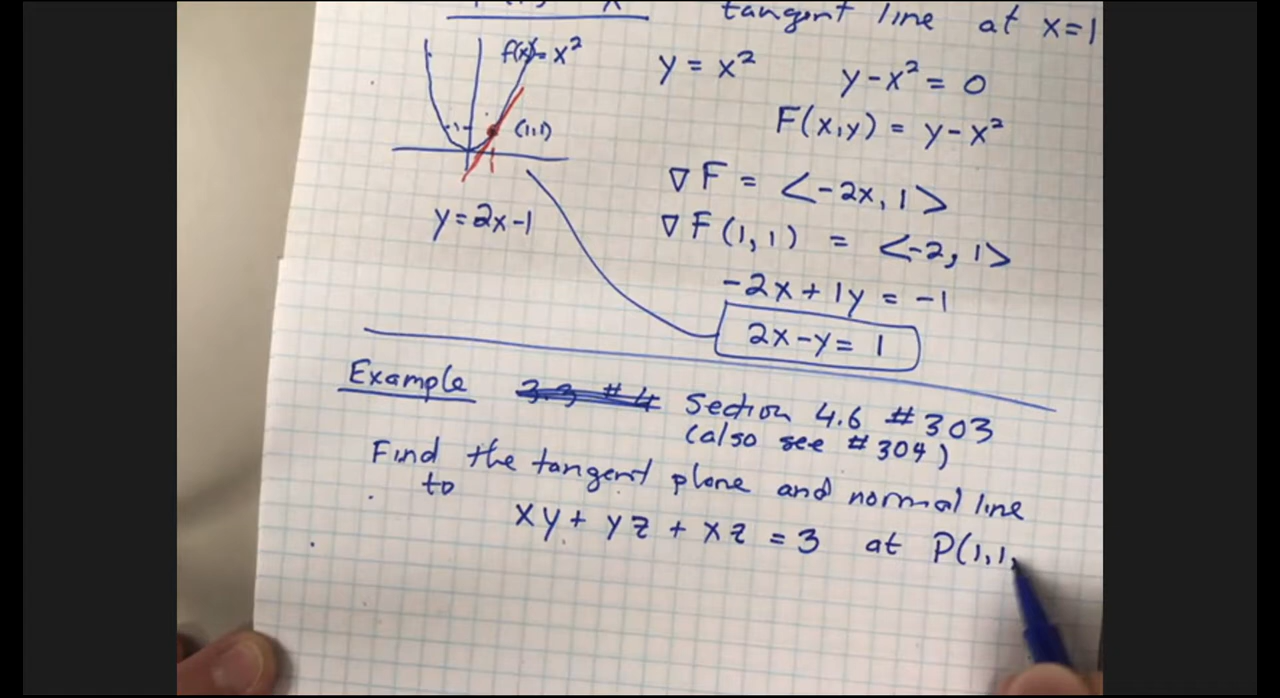 tangent line at x=1
f(x)=x²
y = x²
y-x² = 0
(1,1)
F(x,y) = y-x²
∇F = <-2x, 1>
y=2x-1
∇F(1,1) = <-2, 1>
-2x + 1y = -1
2x-y = 1
Example 3.3 #4 Section 4.6 #303
(also see #304)
Find the tangent plane and normal line
to
xy + yz + xz = 3 at P(1,1,